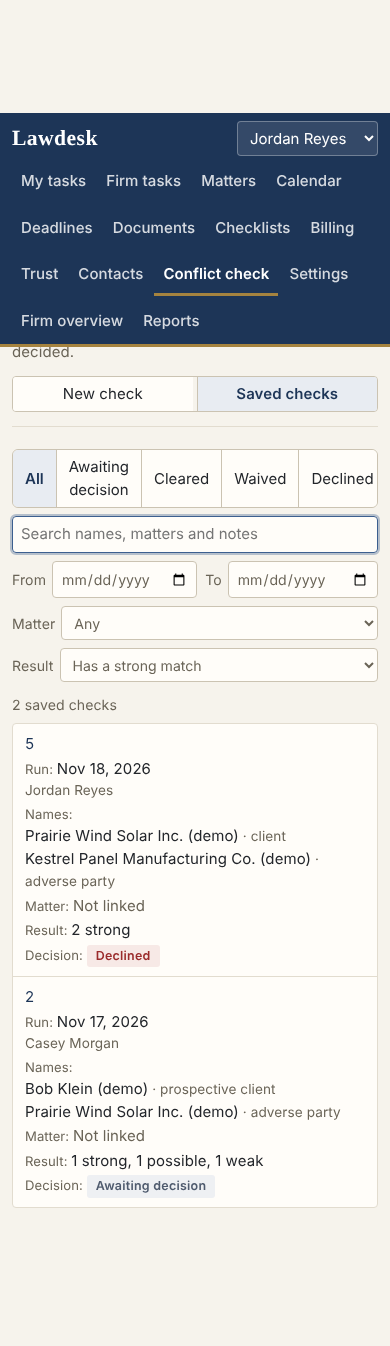 Lawdesk
Jordan Reyes
My tasks Firm tasks Matters Calendar
Deadlines Documents Checklists Billing
Trust Contacts Conflict check Settings
Firm overview Reports
decided.
New check Saved checks
All Awaiting decision Cleared Waived Declined
Search names, matters and notes
From mm/dd/yyyy To mm/dd/yyyy
Matter Any
Result Has a strong match
2 saved checks
5
Run: Nov 18, 2026
Jordan Reyes
Names:
Prairie Wind Solar Inc. (demo) · client
Kestrel Panel Manufacturing Co. (demo) ·
adverse party
Matter: Not linked
Result: 2 strong
Decision: Declined
2
Run: Nov 17, 2026
Casey Morgan
Names:
Bob Klein (demo) · prospective client
Prairie Wind Solar Inc. (demo) · adverse party
Matter: Not linked
Result: 1 strong, 1 possible, 1 weak
Decision: Awaiting decision